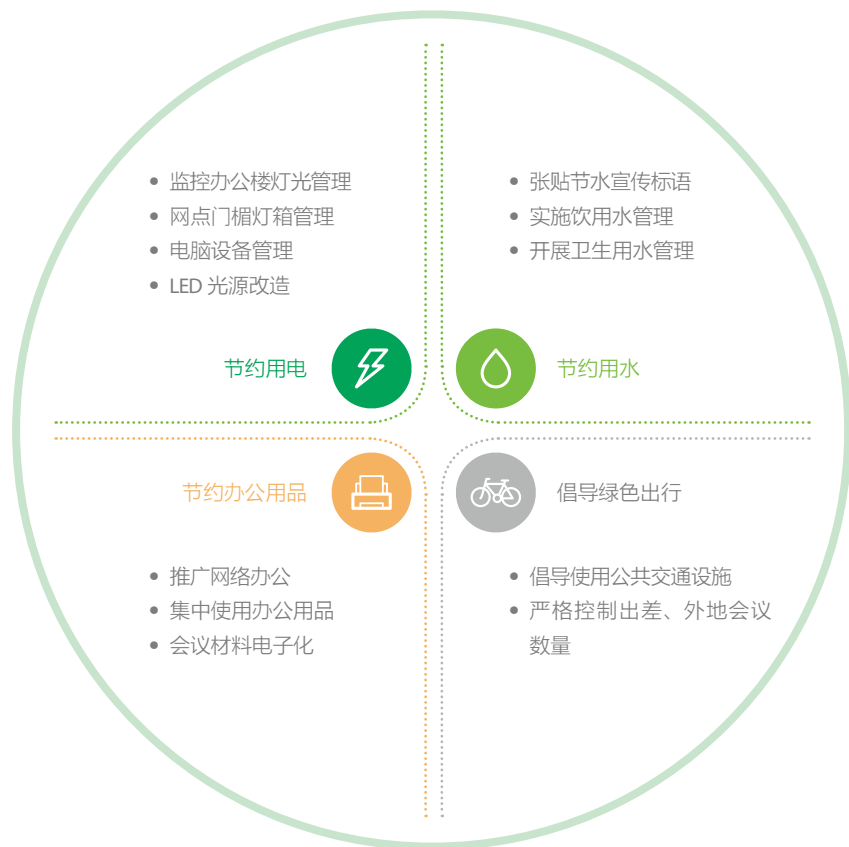 监控办公楼灯光管理
网点门楣灯箱管理
电脑设备管理
LED 光源改造
节约用电
张贴节水宣传标语
实施饮用水管理
开展卫生用水管理
节约用水
节约办公用品
推广网络办公
集中使用办公用品
会议材料电子化
倡导绿色出行
倡导使用公共交通设施
严格控制出差、外地会议
数量